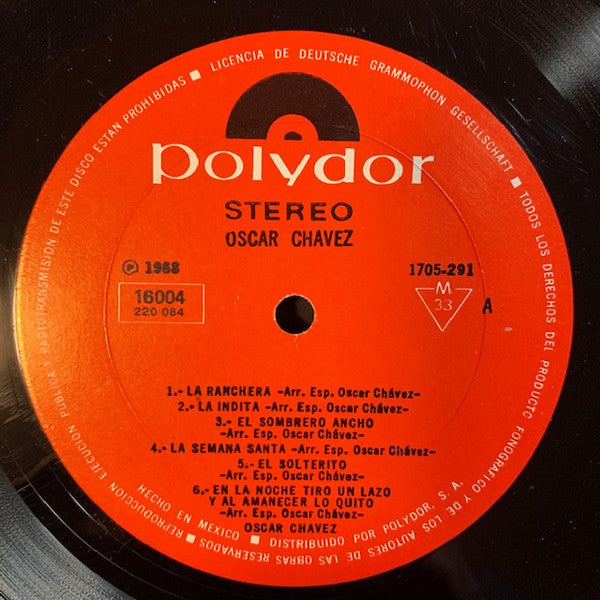 ■ LICENCIA DE DEUTSCHE GRAMMOPHON GESELLSCHAFT ■ TODOS LOS DERECHOS DEL PRODUCTO FONOGRAFICO Y DE LOS AUTORES DE LAS OBRAS RESERVADOS ■ REPRODUCCION EJECUCION PUBLICA Y RADIOTRANSMISION DE ESTE DISCO ESTAN PROHIBIDAS
polydor
STEREO
OSCAR CHAVEZ
Ⓟ 1968
1705-291
16004
220 084
M
33
A
1.- LA RANCHERA -Arr. Esp. Oscar Chávez-
2.- LA INDITA -Arr. Esp. Oscar Chávez-
3.- EL SOMBRERO ANCHO
-Arr. Esp. Oscar Chávez-
4.- LA SEMANA SANTA -Arr. Esp. Oscar Chávez-
5.- EL SOLTERITO
-Arr. Esp. Oscar Chávez-
6.- EN LA NOCHE TIRO UN LAZO
Y AL AMANECER LO QUITO
-Arr. Esp. Oscar Chávez-
OSCAR CHAVEZ
HECHO EN MEXICO ■ DISTRIBUIDO POR POLYDOR, S. A.